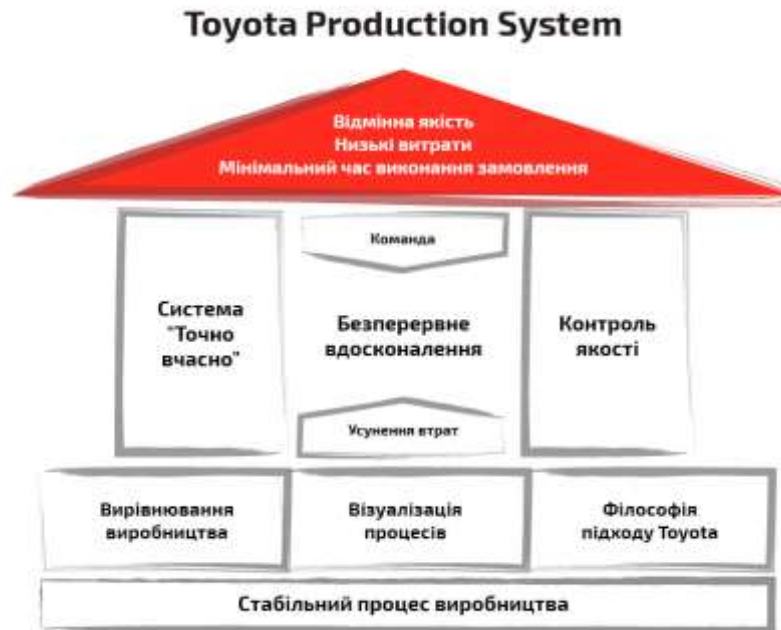 Toyota Production System
Відмінна якість
Низькі витрати
Мінімальний час виконання замовлення
Система
"Точно
вчасно"
Команда
Безперервне
вдосконалення
Усунення втрат
Контроль
якості
Вирівнювання
виробництва
Візуалізація
процесів
Філософія
підходу Toyota
Стабільний процес виробництва